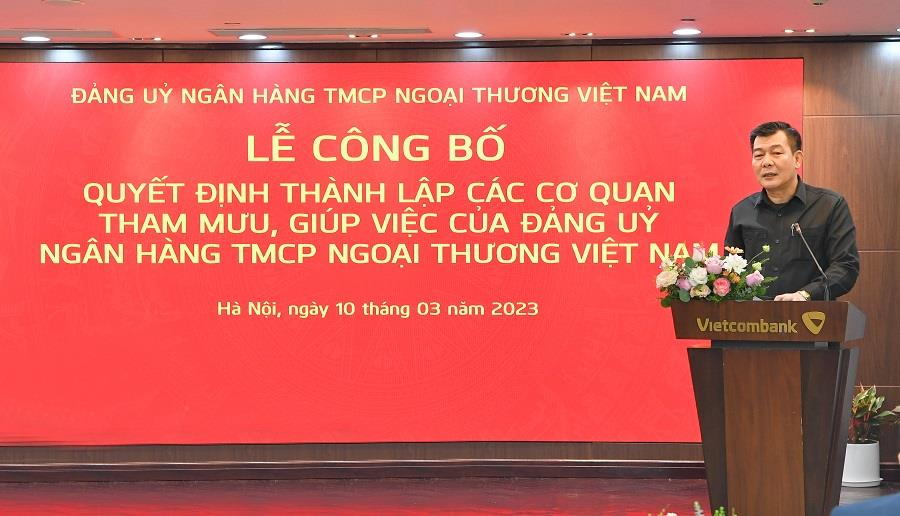 ĐẢNG UỶ NGÂN HÀNG TMCP NGOẠI THƯƠNG VIỆT NAM
LỄ CÔNG BỐ
QUYẾT ĐỊNH THÀNH LẬP CÁC CƠ QUAN
THAM MƯU, GIÚP VIỆC CỦA ĐẢNG UỶ
NGÂN HÀNG TMCP NGOẠI THƯƠNG VIỆT NAM
Hà Nội, ngày 10 tháng 03 năm 2023
Vietcombank